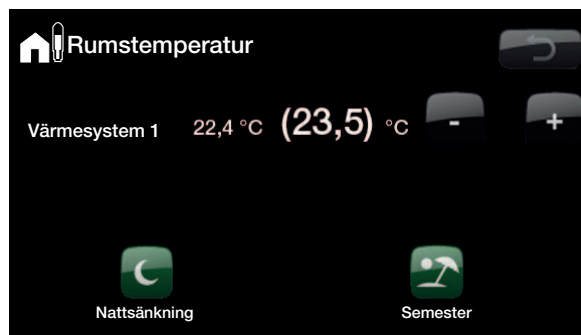 Rumstemperatur
Värmesystem 1 22,4 °C (23,5) °C - +
Nattsänkning Semester